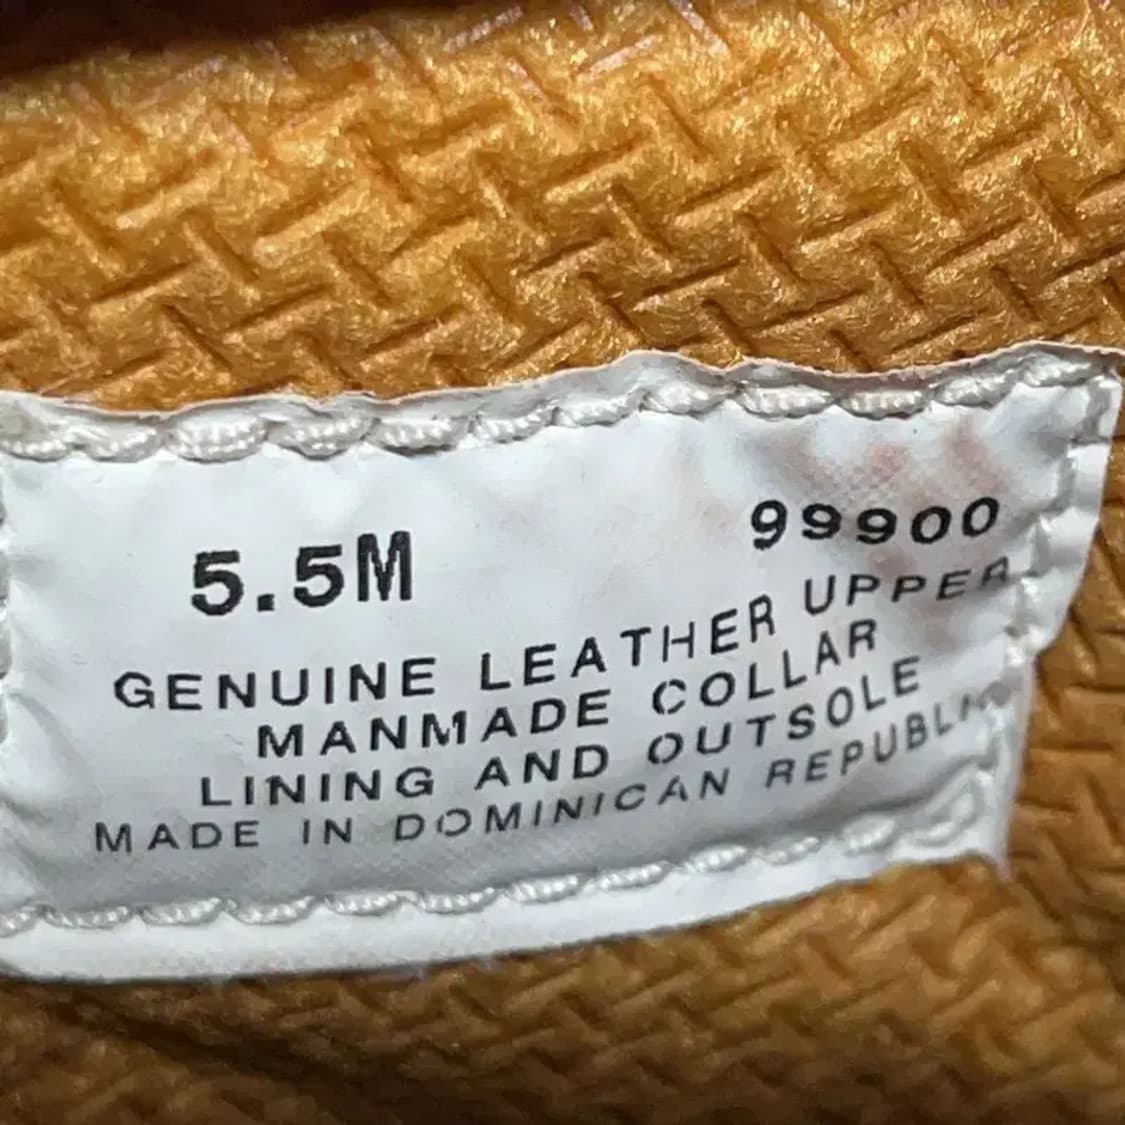 5.5M 99900
GENUINE LEATHER UPPER
MANMADE COLLAR
LINING AND OUTSOLE
MADE IN DOMINICAN REPUBLIC